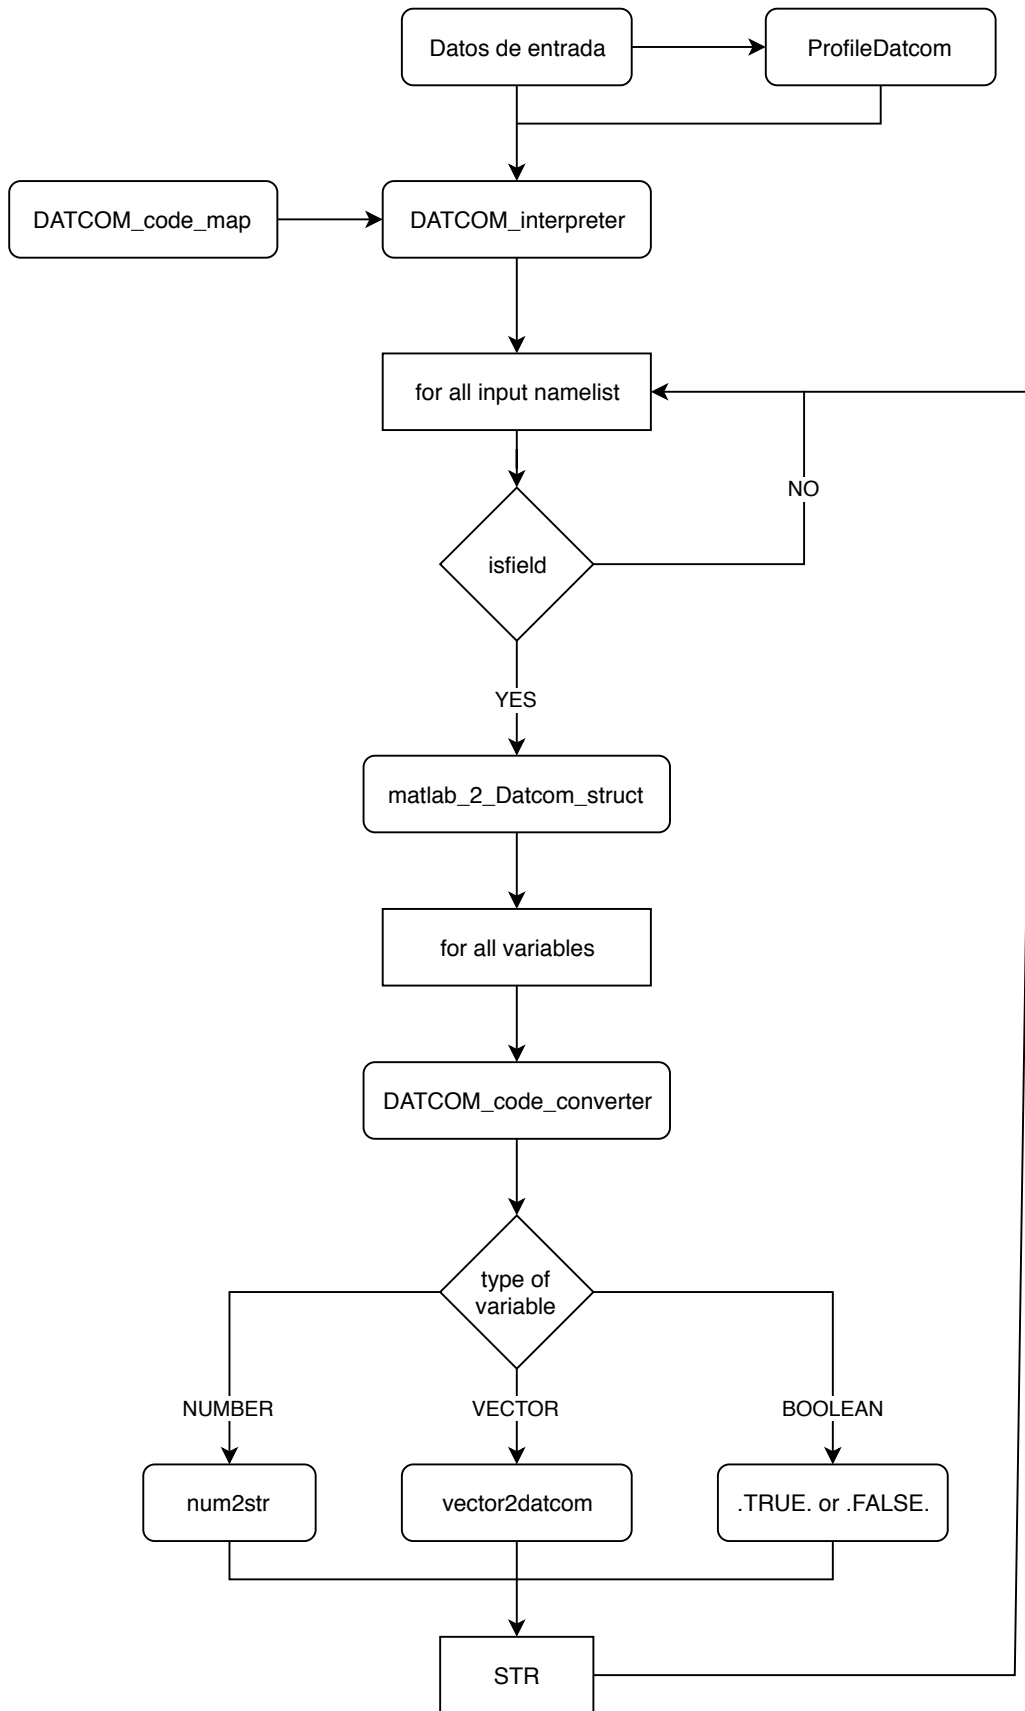 Datos de entrada
ProfileDatcom
DATCOM_code_map
DATCOM_interpreter
for all input namelist
NO
isfield
YES
matlab_2_Datcom_struct
for all variables
DATCOM_code_converter
type of
variable
NUMBER
VECTOR
BOOLEAN
num2str
vector2datcom
.TRUE. or .FALSE.
STR